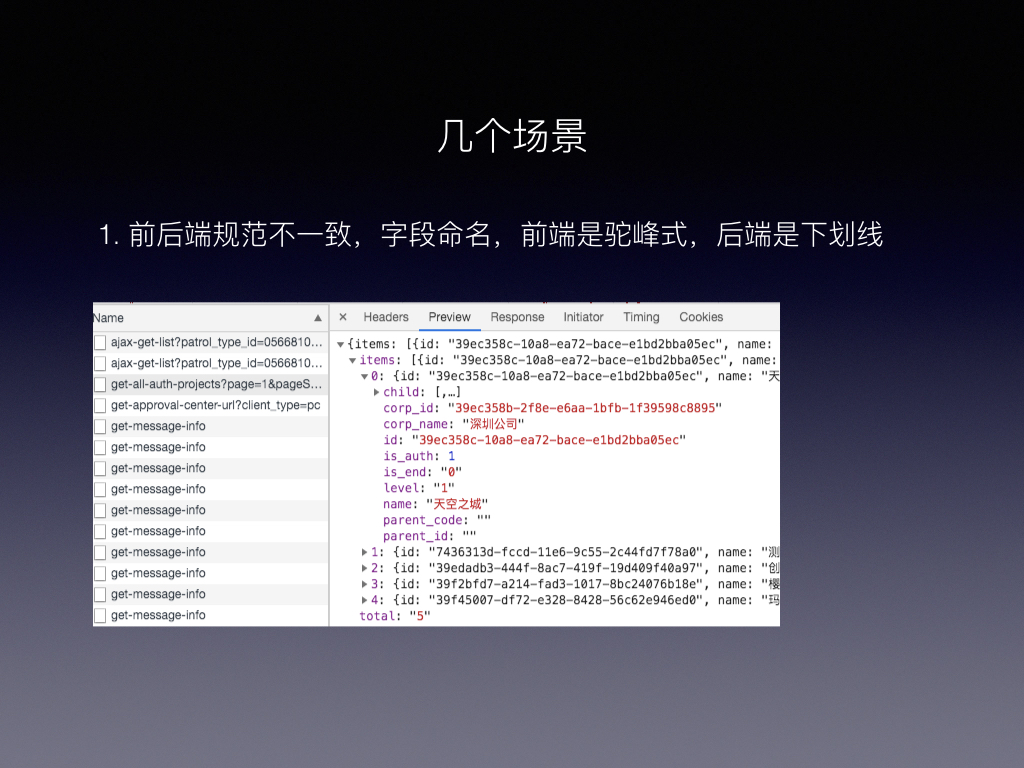 几个场景
1. 前后端规范不一致，字段命名，前端是驼峰式，后端是下划线
Name
ajax-get-list?patrol_type_id=0566810...
ajax-get-list?patrol_type_id=0566810...
get-all-auth-projects?page=1&pageS...
get-approval-center-url?client_type=pc
get-message-info
get-message-info
get-message-info
get-message-info
get-message-info
get-message-info
get-message-info
get-message-info
get-message-info
get-message-info
Headers Preview Response Initiator Timing Cookies
{items: [{id: "39ec358c-10a8-ea72-bace-e1bd2bba05ec", name:
items: [{id: "39ec358c-10a8-ea72-bace-e1bd2bba05ec", name:
0: {id: "39ec358c-10a8-ea72-bace-e1bd2bba05ec", name: "天
child: [,…]
corp_id: "39ec358b-2f8e-e6aa-1bfb-1f39598c8895"
corp_name: "深圳公司"
id: "39ec358c-10a8-ea72-bace-e1bd2bba05ec"
is_auth: 1
is_end: "0"
level: "1"
name: "天空之城"
parent_code: ""
parent_id: ""
1: {id: "7436313d-fccd-11e6-9c55-2c44fd7f78a0", name: "测
2: {id: "39edadb3-444f-8ac7-419f-19d409f40a97", name: "创
3: {id: "39f2bfd7-a214-fad3-1017-8bc24076b18e", name: "樱
4: {id: "39f45007-df72-e328-8428-56c62e946ed0", name: "玛
total: "5"